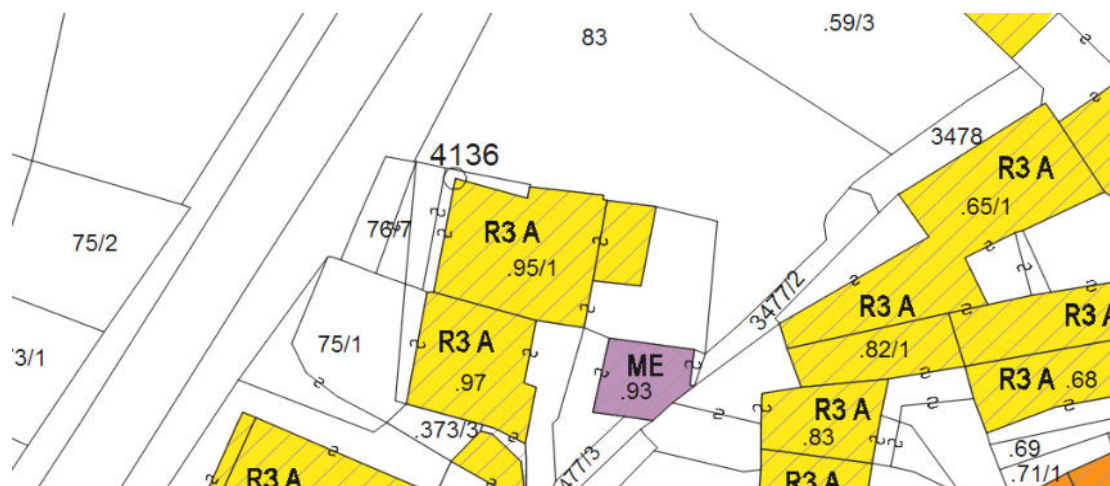 83
.59/3
4136
3478
R3 A
.65/1
75/2
76/7
R3 A
.95/1
3477/2
R3 A
R3 A
3/1
75/1
R3 A
.97
ME
.93
.82/1
R3 A
.68
.373/3
R3 A
.83
477/3
.69
.71/1
R3 A
R3 A